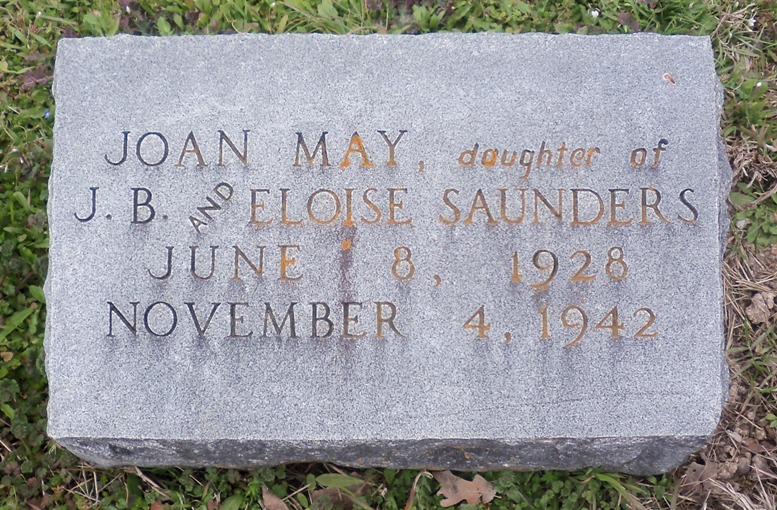 JOAN MAY, daughter of
J. B. AND ELOISE SAUNDERS
JUNE 8, 1928
NOVEMBER 4, 1942